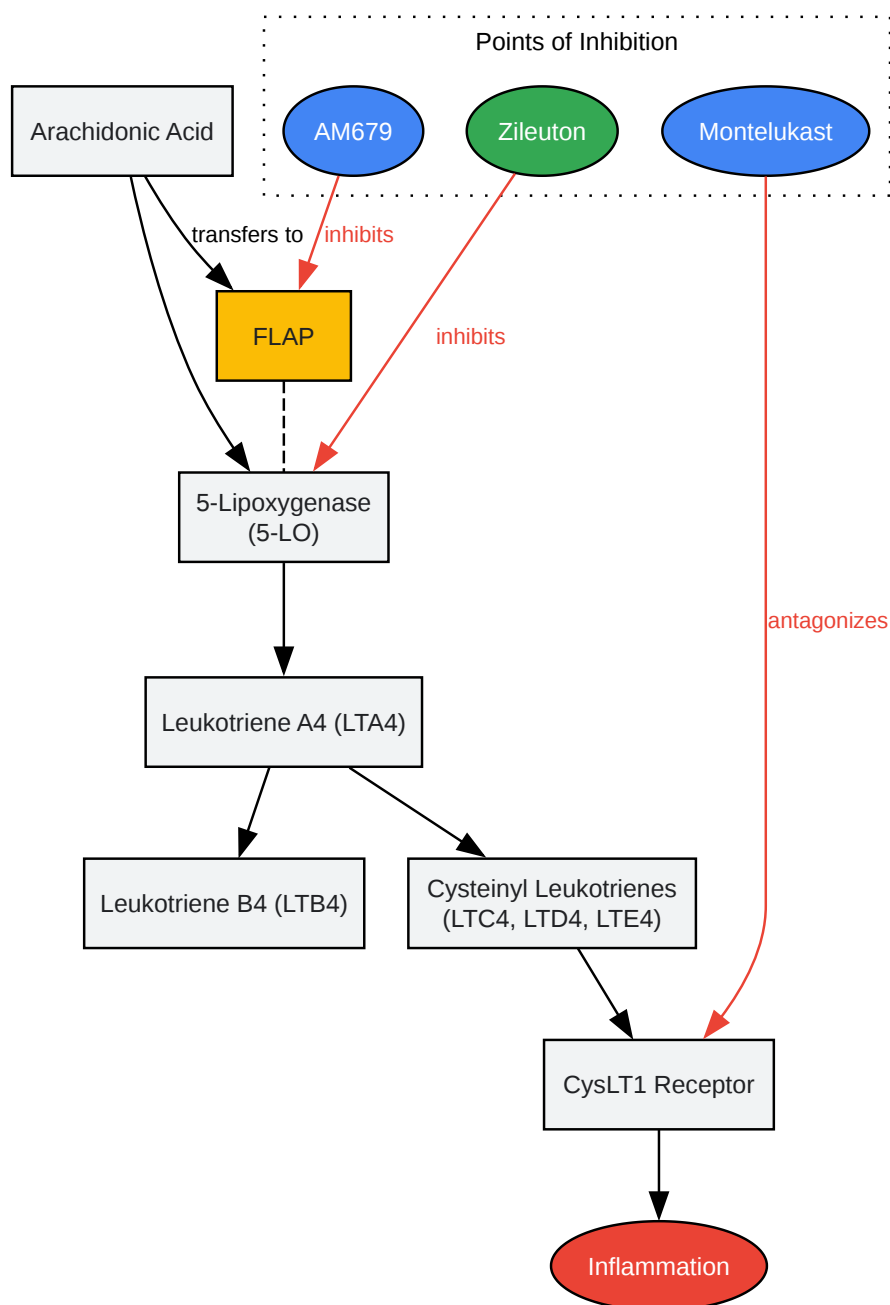 Points of Inhibition
Arachidonic Acid
AM679
Zileuton
Montelukast
transfers to
inhibits
FLAP
inhibits
5-Lipoxygenase
(5-LO)
antagonizes
Leukotriene A4 (LTA4)
Leukotriene B4 (LTB4)
Cysteinyl Leukotrienes
(LTC4, LTD4, LTE4)
CysLT1 Receptor
Inflammation